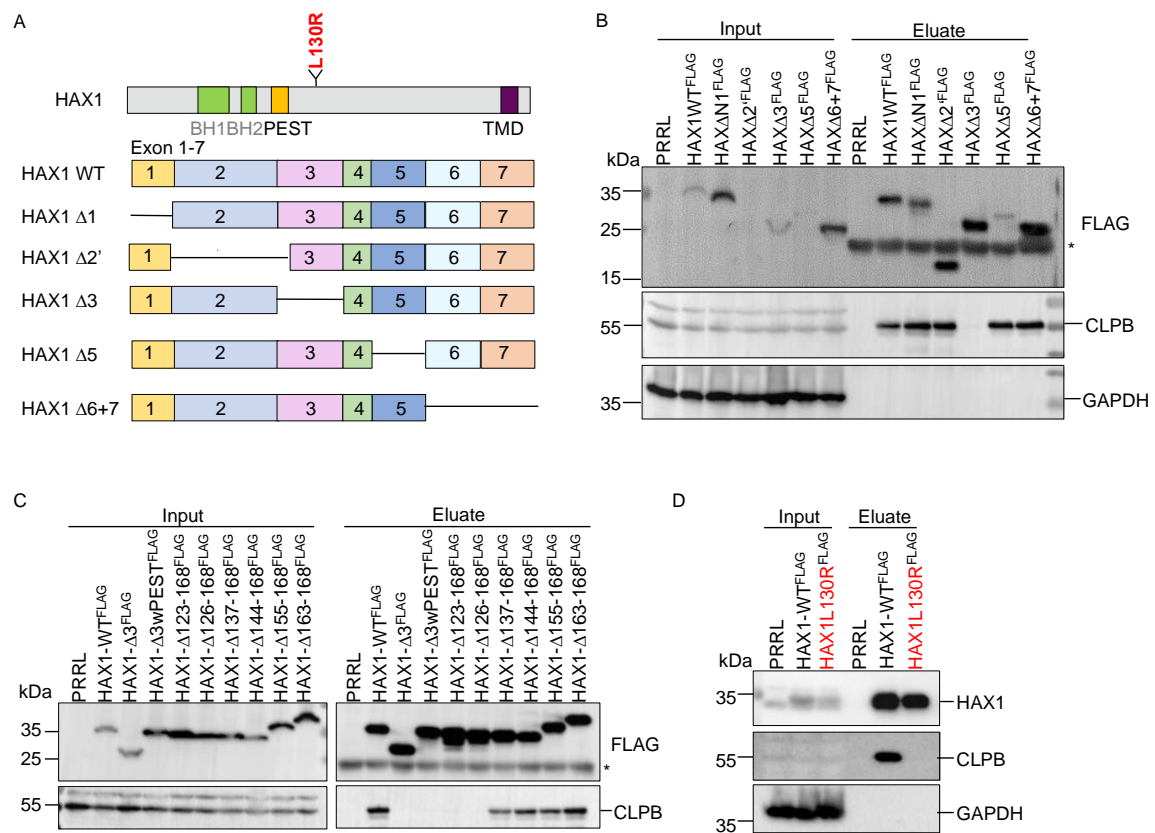 A
L130R
HAX1
BH1BH2PEST
TMD
Exon 1-7
HAX1 WT
1 2 3 4 5 6 7
HAX1 Δ1
2 3 4 5 6 7
HAX1 Δ2'
1 3 4 5 6 7
HAX1 Δ3
1 2 4 5 6 7
HAX1 Δ5
1 2 3 4 6 7
HAX1 Δ6+7
1 2 3 4 5
B
Input
Eluate
PRRL
HAX1WTFLAG
HAXΔN1FLAG
HAXΔ2'FLAG
HAXΔ3FLAG
HAXΔ5FLAG
HAXΔ6+7FLAG
PRRL
HAX1WTFLAG
HAXΔN1FLAG
HAXΔ2'FLAG
HAXΔ3FLAG
HAXΔ5FLAG
HAXΔ6+7FLAG
kDa
35
25
15
FLAG
*
55
CLPB
35
GAPDH
C
Input
Eluate
PRRL
HAX1-WTFLAG
HAX1-Δ3FLAG
HAX1-Δ3wPESTFLAG
HAX1-Δ123-168FLAG
HAX1-Δ126-168FLAG
HAX1-Δ137-168FLAG
HAX1-Δ144-168FLAG
HAX1-Δ155-168FLAG
HAX1-Δ163-168FLAG
PRRL
HAX1-WTFLAG
HAX1-Δ3FLAG
HAX1-Δ3wPESTFLAG
HAX1-Δ123-168FLAG
HAX1-Δ126-168FLAG
HAX1-Δ137-168FLAG
HAX1-Δ144-168FLAG
HAX1-Δ155-168FLAG
HAX1-Δ163-168FLAG
kDa
35
25
FLAG
*
55
CLPB
D
Input
Eluate
PRRL
HAX1-WTFLAG
HAX1L130RFLAG
PRRL
HAX1-WTFLAG
HAX1L130RFLAG
kDa
35
HAX1
55
CLPB
35
GAPDH